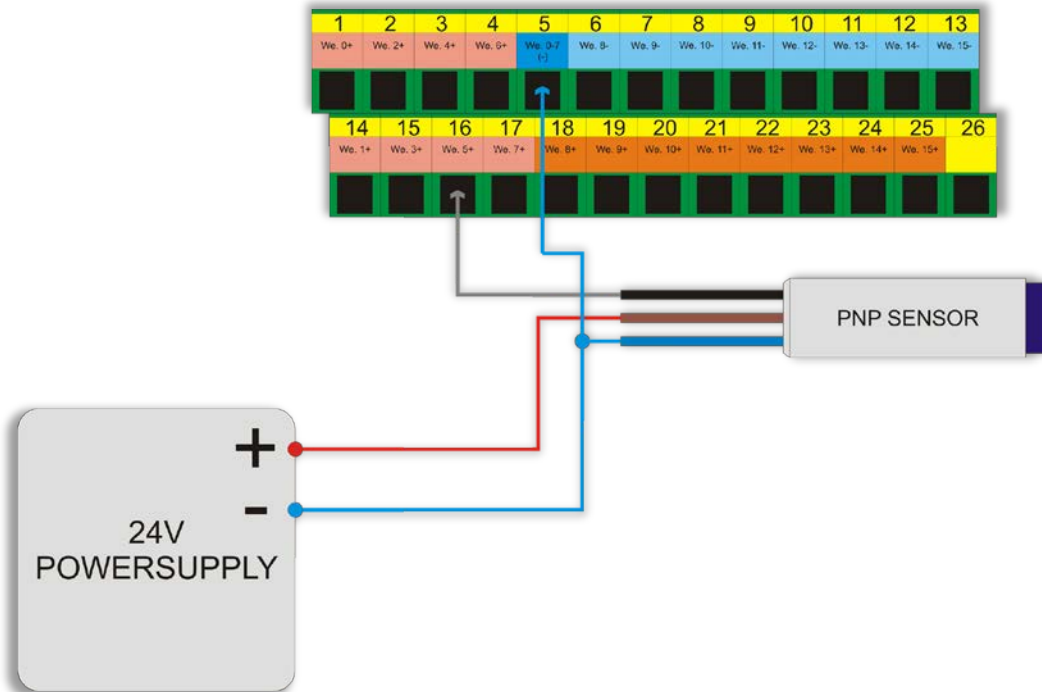 1 2 3 4 5 6 7 8 9 10 11 12 13
We. 0+ We. 2+ We. 4+ We. 6+ We. 0-7 We. 8- We. 9- We. 10- We. 11- We. 12- We. 13- We. 14- We. 15-
(-)
14 15 16 17 18 19 20 21 22 23 24 25 26
We. 1+ We. 3+ We. 5+ We. 7+ We. 8+ We. 9+ We. 10+ We. 11+ We. 12+ We. 13+ We. 14+ We. 15+
PNP SENSOR
+
-
24V
POWERSUPPLY